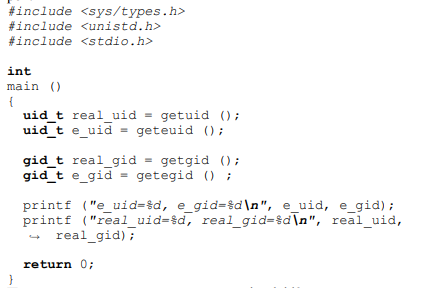 #include <sys/types.h>
#include <unistd.h>
#include <stdio.h>
int
main ()
{
uid_t real_uid = getuid ();
uid_t e_uid = geteuid ();
gid_t real_gid = getgid ();
gid_t e_gid = getegid () ;
printf ("e_uid=%d, e_gid=%d\n", e_uid, e_gid);
printf ("real_uid=%d, real_gid=%d\n", real_uid,
↪ real_gid);
return 0;
}